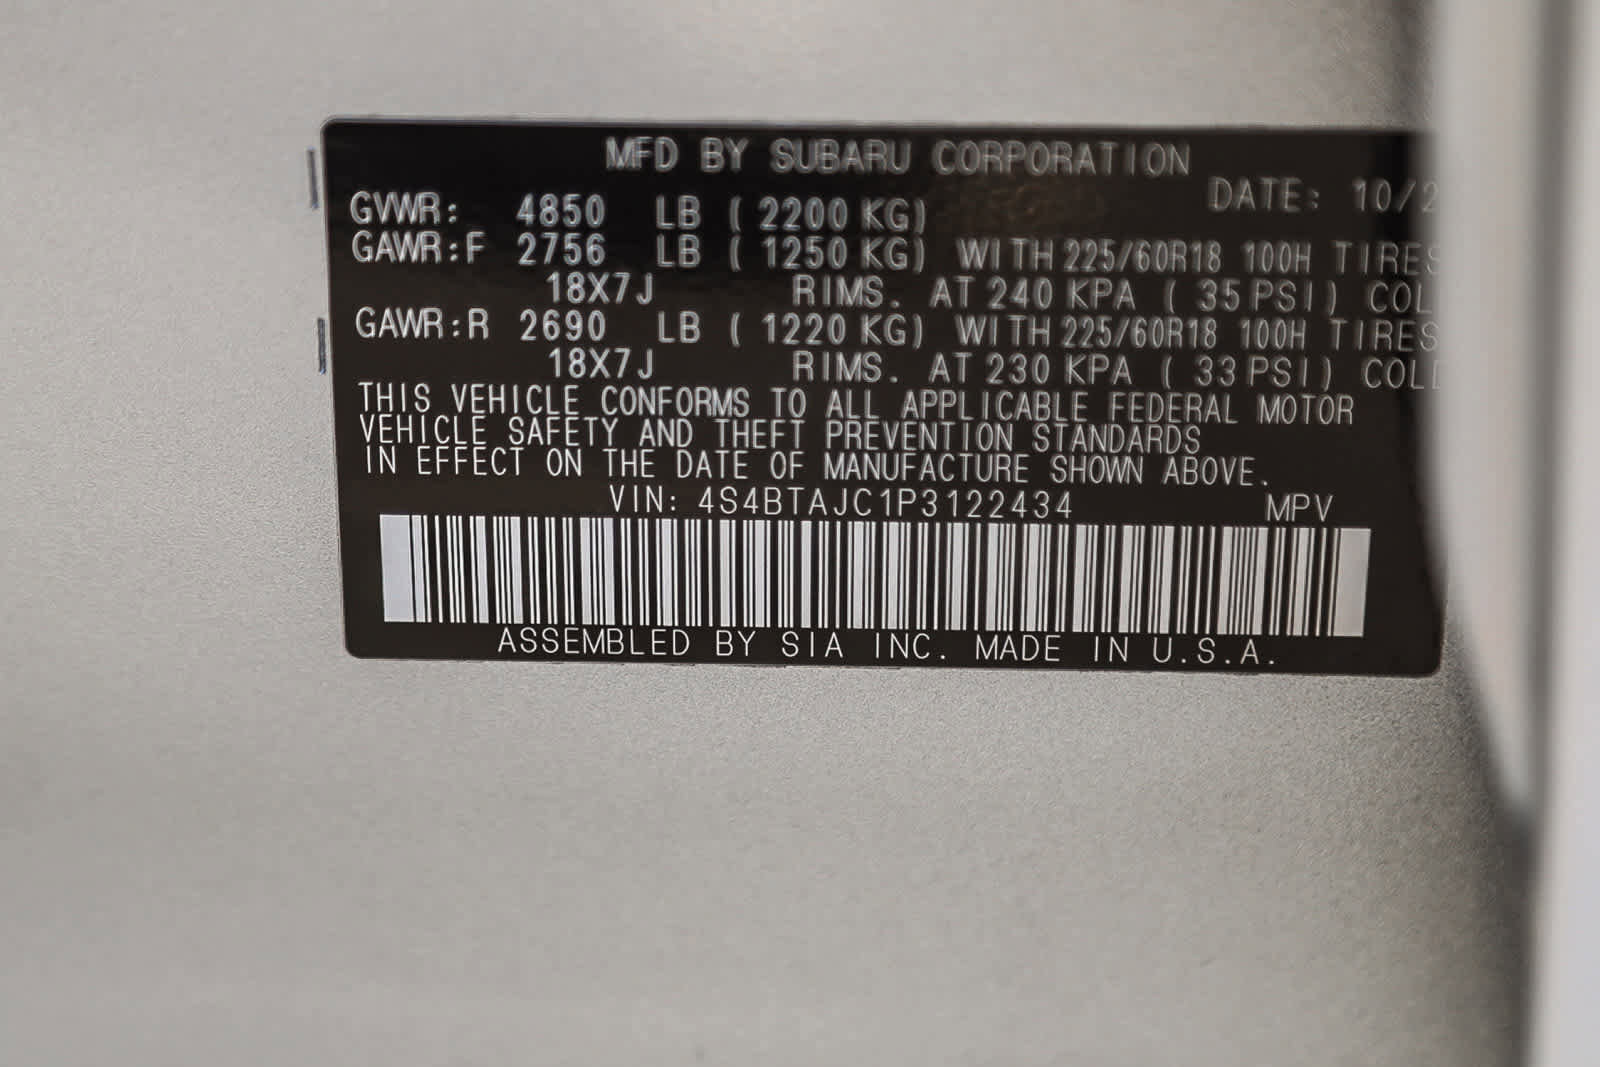 MFD BY SUBARU CORPORATION
DATE: 10/2
GVWR: 4850 LB ( 2200 KG)
GAWR:F 2756 LB ( 1250 KG) WITH 225/60R18 100H TIRES
18X7J RIMS. AT 240 KPA ( 35 PSI) COL
GAWR:R 2690 LB ( 1220 KG) WITH 225/60R18 100H TIRES
18X7J RIMS. AT 230 KPA ( 33 PSI) COL
THIS VEHICLE CONFORMS TO ALL APPLICABLE FEDERAL MOTOR
VEHICLE SAFETY AND THEFT PREVENTION STANDARDS
IN EFFECT ON THE DATE OF MANUFACTURE SHOWN ABOVE.
VIN: 4S4BTAJC1P3122434 MPV
ASSEMBLED BY SIA INC. MADE IN U.S.A.